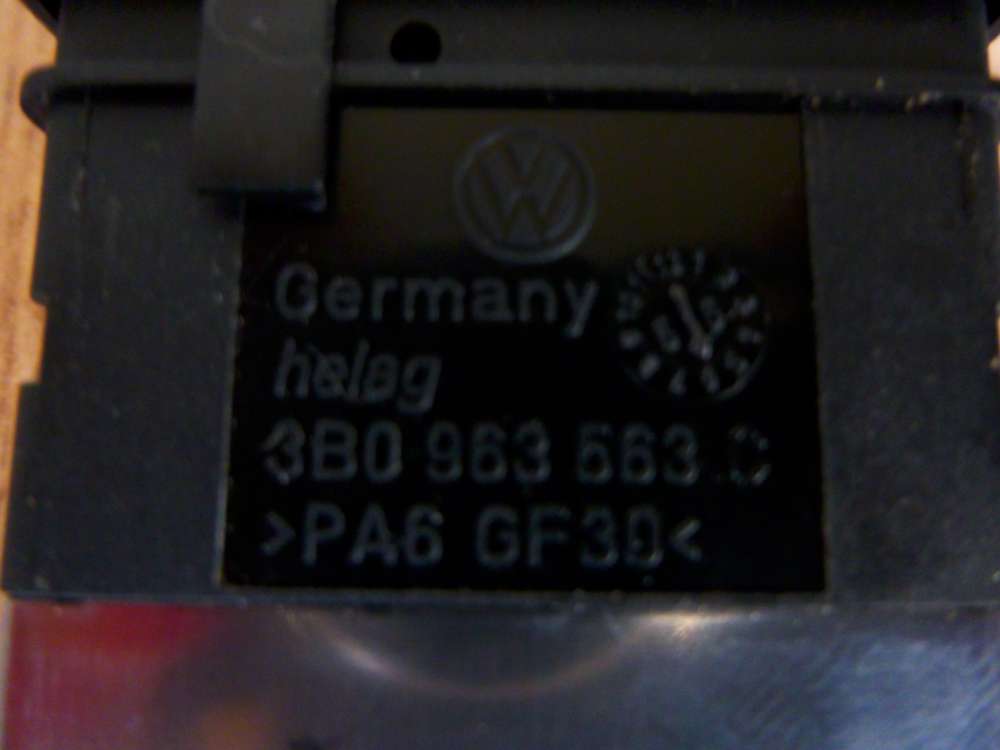 Germany
helag
3B0 963 563 C
>PA6 GF30<